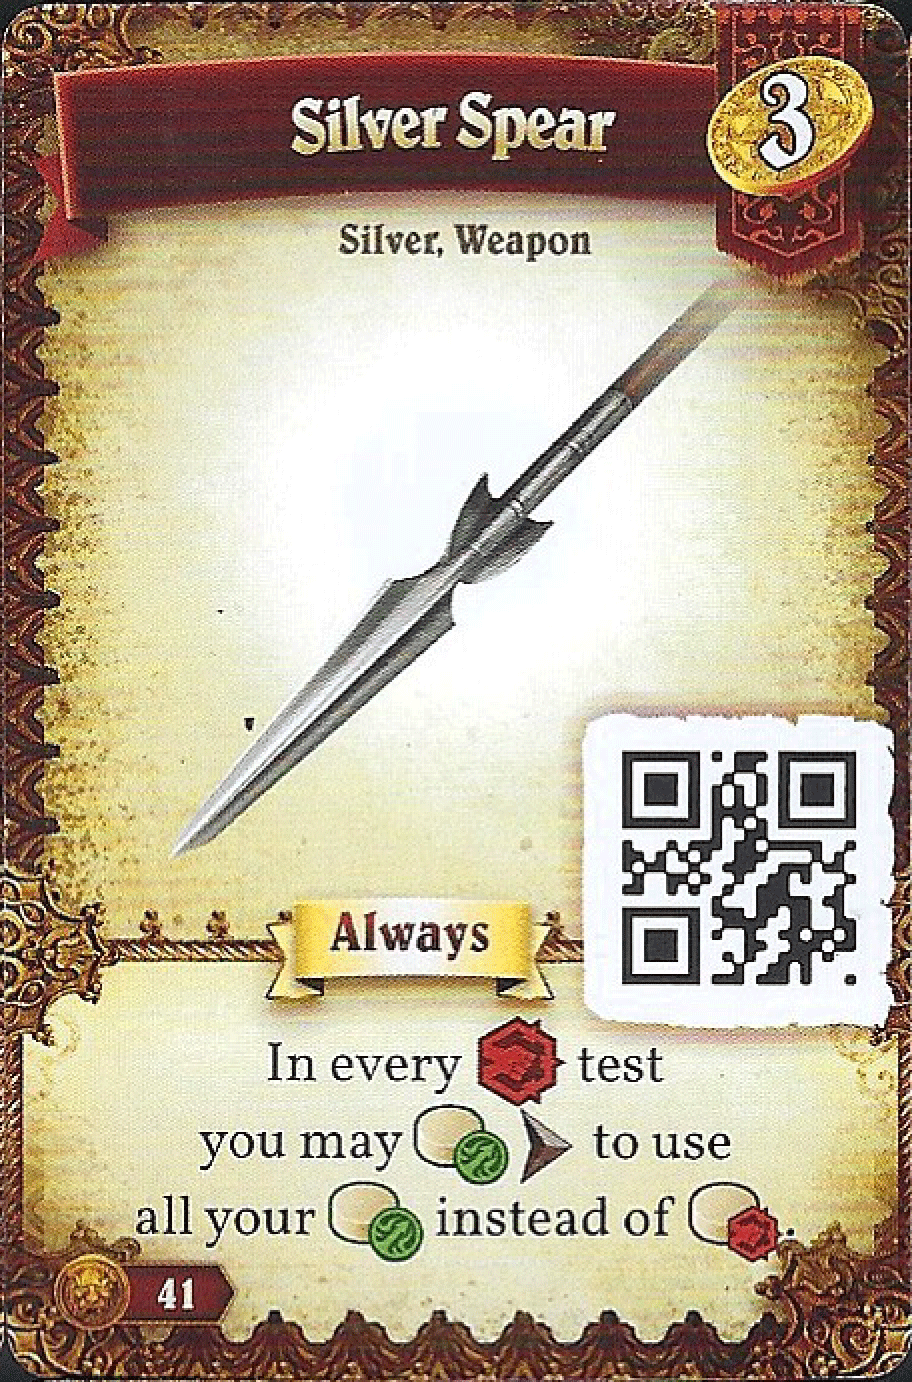 Silver Spear
3
Silver, Weapon
Always
In every test
you may to use
all your instead of .
41